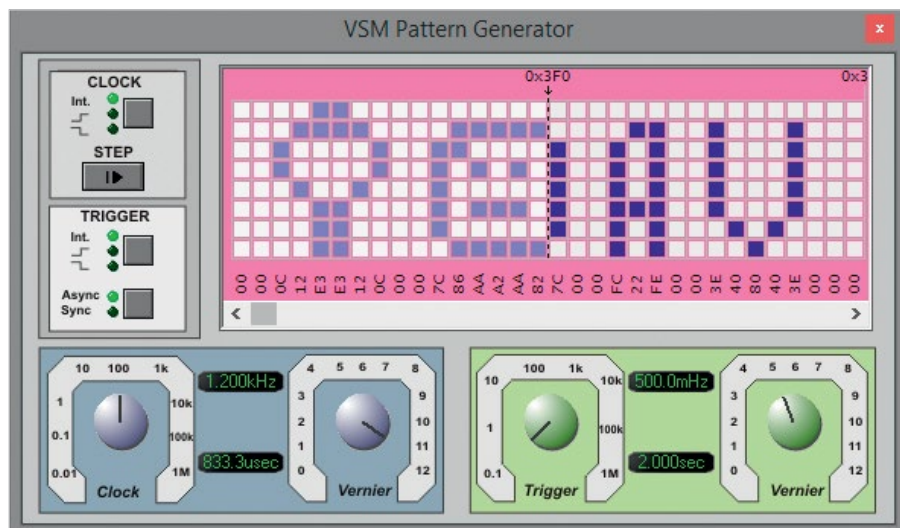 VSM Pattern Generator
x
CLOCK
Int.
STEP
TRIGGER
Int.
Async
Sync
0x3F0
0x3
00 00 0C 12 E3 E3 12 0C 00 00 7C 86 AA A2 AA 82 7C 00 00 FC 22 FE 00 00 3E 40 80 40 3E 00 00 00
0.01 0.1 1 10 100 1k 10k 100k 1M
Clock
1.200kHz
833.3usec
0 1 2 3 4 5 6 7 8 9 10 11 12
Vernier
0.1 1 10 100 1k 10k 100k 1M
Trigger
500.0mHz
2.000sec
0 1 2 3 4 5 6 7 8 9 10 11 12
Vernier